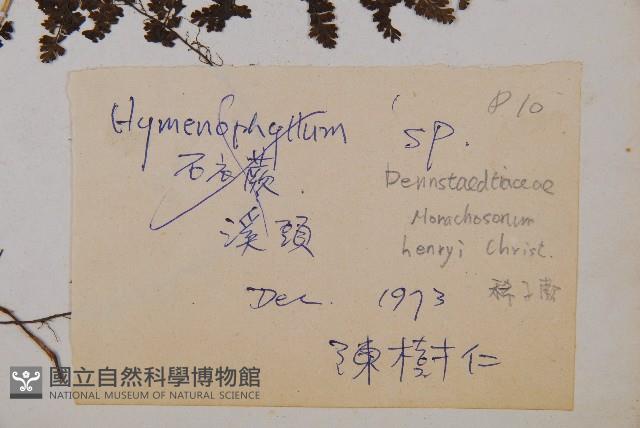 Hymenophyllum sp.
石衣蕨.
溪頭
Dec. 1973
陳樹仁
P10
Dennstaedtiaceae
Monachosorum
henryi Christ.
稀子蕨
國立自然科學博物館
NATIONAL MUSEUM OF NATURAL SCIENCE